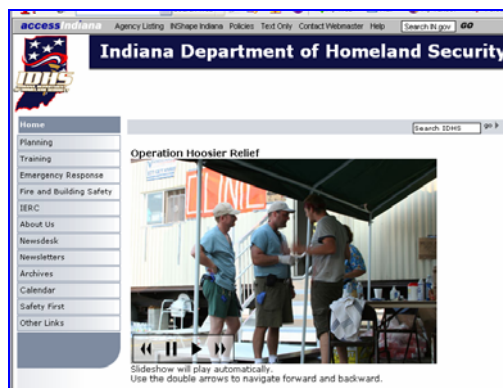 accessIndiana Agency Listing INShape Indiana Policies Text Only Contact Webmaster Help Search IN.gov GO
Indiana Department of Homeland Security
IDHS
Search IDHS go
Home
Planning
Training
Emergency Response
Fire and Building Safety
IERC
About Us
Newsdesk
Newsletters
Archives
Calendar
Safety First
Other Links
Operation Hoosier Relief
CLINIC
Slideshow will play automatically.
Use the double arrows to navigate forward and backward.